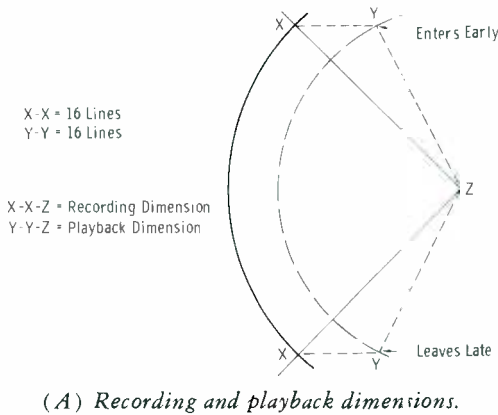 X
Y
Enters Early
X-X = 16 Lines
Y-Y = 16 Lines
Z
X-X-Z = Recording Dimension
Y-Y-Z = Playback Dimension
X
Y
Leaves Late
(A) Recording and playback dimensions.